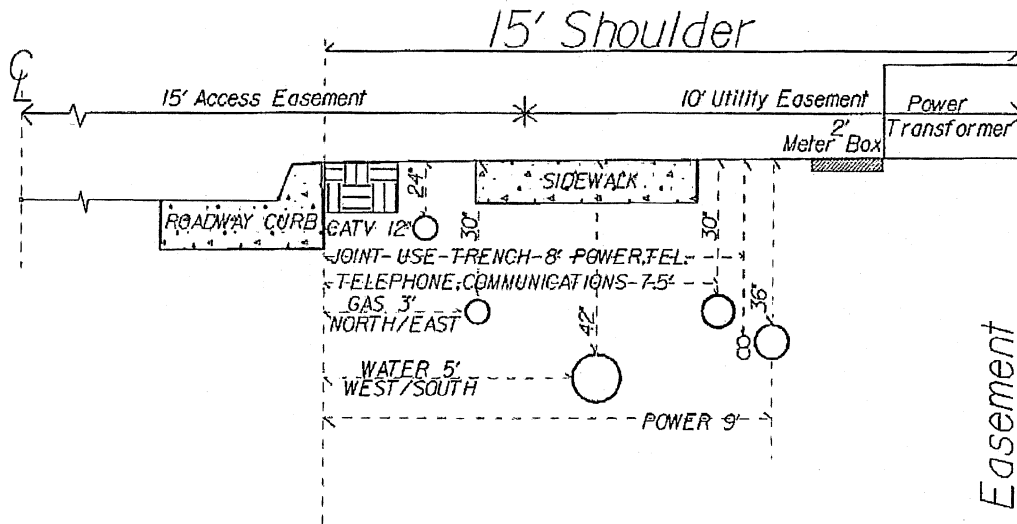 15' Shoulder
CL
15' Access Easement
10' Utility Easement
Power
Transformer
2'
Meter Box
24"
SIDEWALK
ROADWAY CURB
CATV 12"
30"
30"
JOINT-USE-TRENCH-8' POWER,TEL.
TELEPHONE,COMMUNICATIONS-7.5'
GAS 3'
NORTH/EAST
42"
36"
WATER 5'
WEST/SOUTH
POWER 9'
Easement